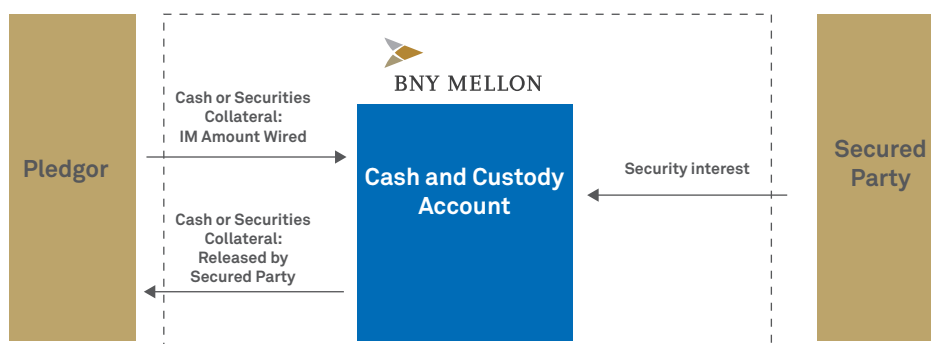 BNY MELLON
Pledgor
Cash or Securities
Collateral:
IM Amount Wired
Cash or Securities
Collateral:
Released by
Secured Party
Cash and Custody
Account
Security interest
Secured
Party